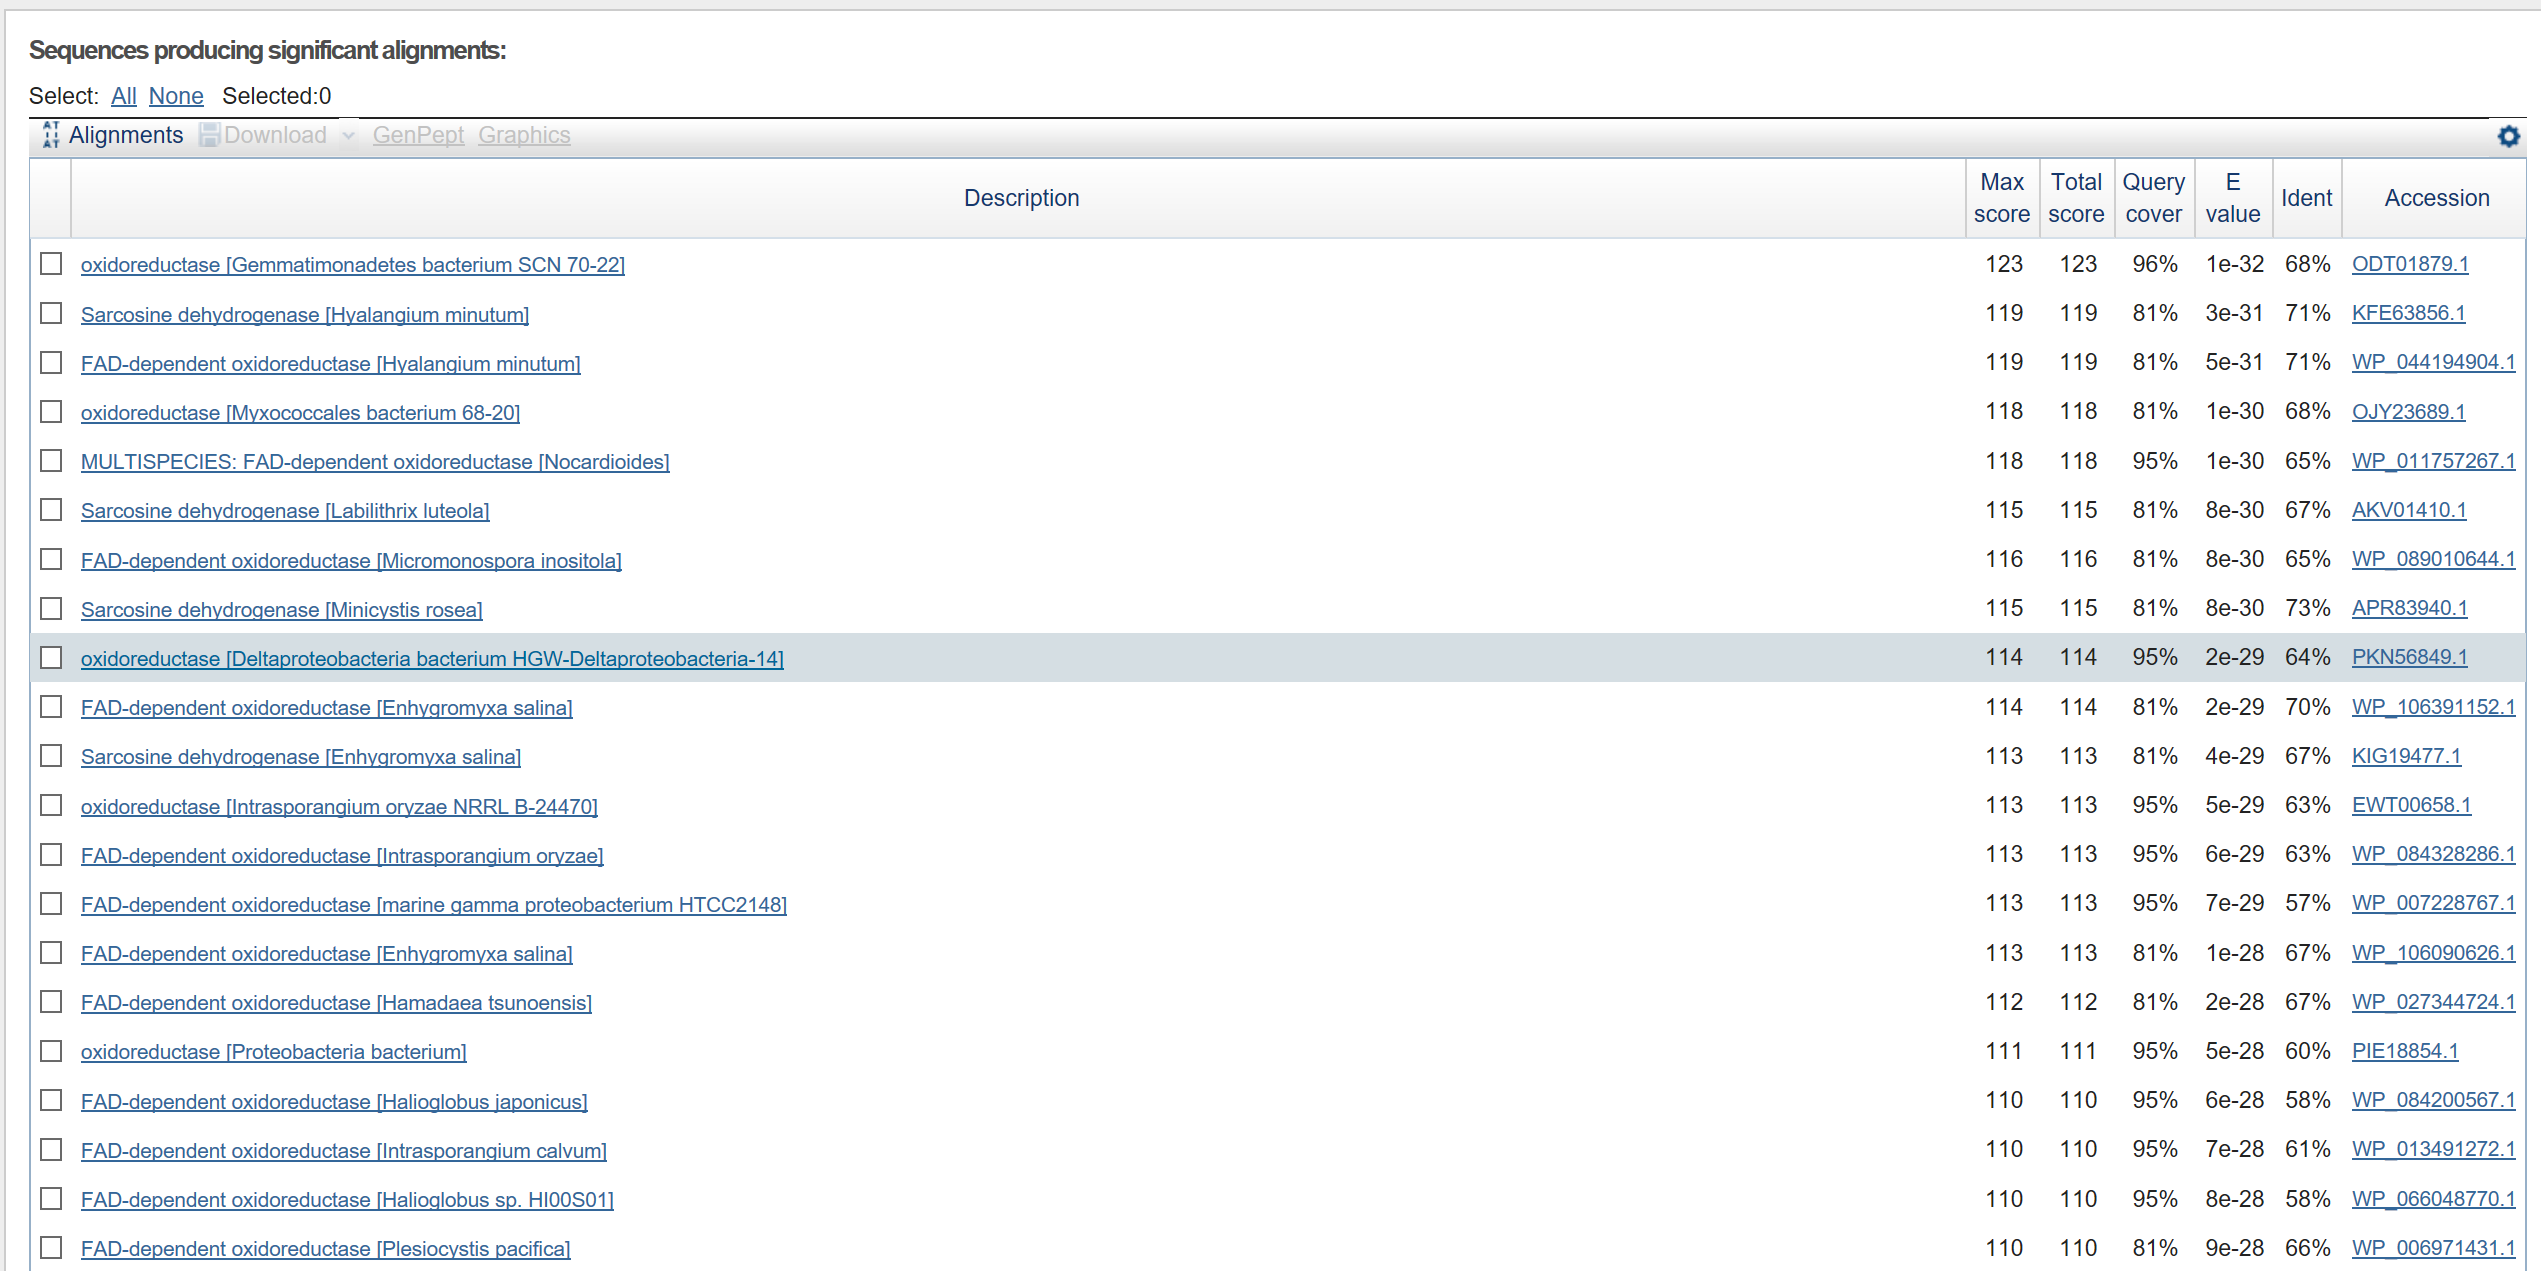 Sequences producing significant alignments:
Select: All None Selected:0
Alignments Download GenPept Graphics
Description Max score Total score Query cover E value Ident Accession
oxidoreductase [Gemmatimonadetes bacterium SCN 70-22] 123 123 96% 1e-32 68% ODT01879.1
Sarcosine dehydrogenase [Hyalangium minutum] 119 119 81% 3e-31 71% KFE63856.1
FAD-dependent oxidoreductase [Hyalangium minutum] 119 119 81% 5e-31 71% WP_044194904.1
oxidoreductase [Myxococcales bacterium 68-20] 118 118 81% 1e-30 68% OJY23689.1
MULTISPECIES: FAD-dependent oxidoreductase [Nocardioides] 118 118 95% 1e-30 65% WP_011757267.1
Sarcosine dehydrogenase [Labilithrix luteola] 115 115 81% 8e-30 67% AKV01410.1
FAD-dependent oxidoreductase [Micromonospora inositola] 116 116 81% 8e-30 65% WP_089010644.1
Sarcosine dehydrogenase [Minicystis rosea] 115 115 81% 8e-30 73% APR83940.1
oxidoreductase [Deltaproteobacteria bacterium HGW-Deltaproteobacteria-14] 114 114 95% 2e-29 64% PKN56849.1
FAD-dependent oxidoreductase [Enhygromyxa salina] 114 114 81% 2e-29 70% WP_106391152.1
Sarcosine dehydrogenase [Enhygromyxa salina] 113 113 81% 4e-29 67% KIG19477.1
oxidoreductase [Intrasporangium oryzae NRRL B-24470] 113 113 95% 5e-29 63% EWT00658.1
FAD-dependent oxidoreductase [Intrasporangium oryzae] 113 113 95% 6e-29 63% WP_084328286.1
FAD-dependent oxidoreductase [marine gamma proteobacterium HTCC2148] 113 113 95% 7e-29 57% WP_007228767.1
FAD-dependent oxidoreductase [Enhygromyxa salina] 113 113 81% 1e-28 67% WP_106090626.1
FAD-dependent oxidoreductase [Hamadaea tsunoensis] 112 112 81% 2e-28 67% WP_027344724.1
oxidoreductase [Proteobacteria bacterium] 111 111 95% 5e-28 60% PIE18854.1
FAD-dependent oxidoreductase [Halioglobus japonicus] 110 110 95% 6e-28 58% WP_084200567.1
FAD-dependent oxidoreductase [Intrasporangium calvum] 110 110 95% 7e-28 61% WP_013491272.1
FAD-dependent oxidoreductase [Halioglobus sp. HI00S01] 110 110 95% 8e-28 58% WP_066048770.1
FAD-dependent oxidoreductase [Plesiocystis pacifica] 110 110 81% 9e-28 66% WP_006971431.1